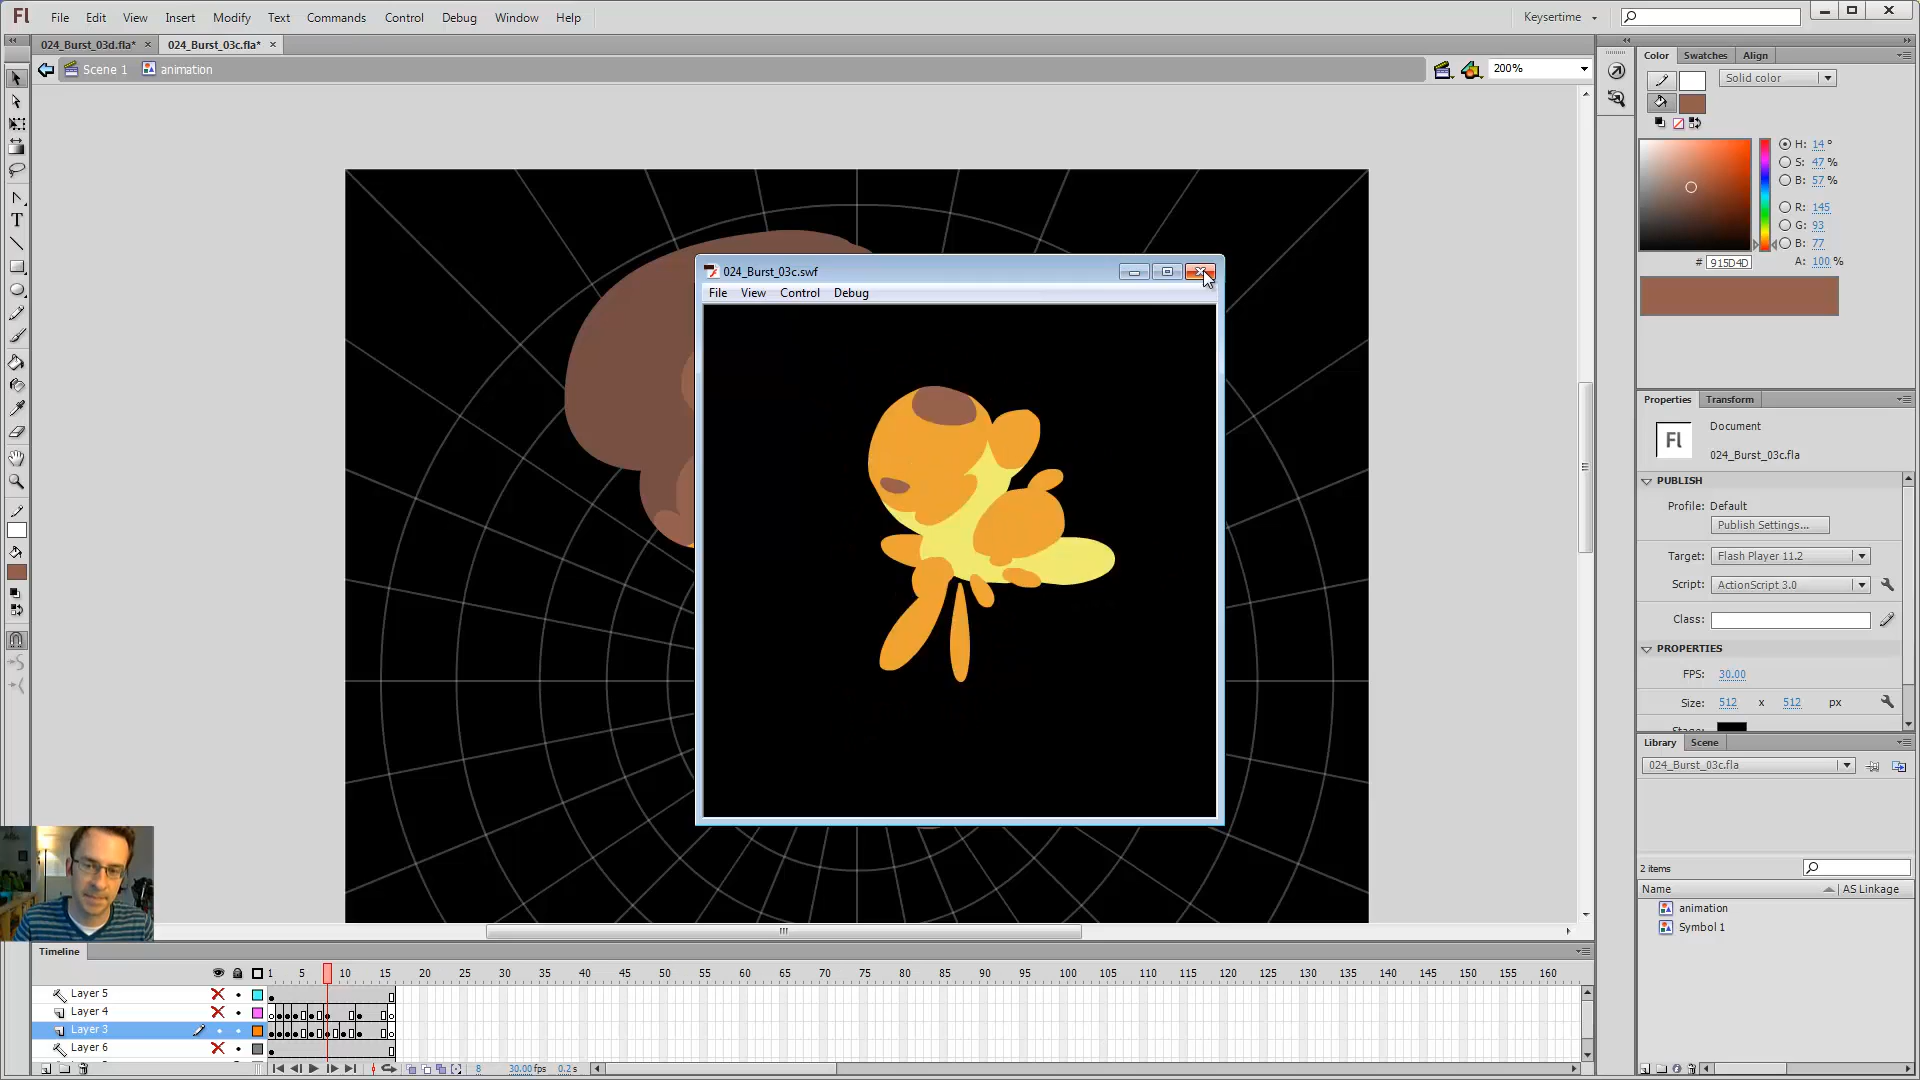 Fl File Edit View Insert Modify Text Commands Control Debug Window Help Keysertime
024_Burst_03d.fla* × 024_Burst_03c.fla* ×
Scene 1 animation 200%
Color Swatches Align
Solid color
H: 14 °
S: 47 %
B: 57 %
R: 145
G: 93
B: 77
# 915D4D A: 100 %
024_Burst_03c.swf
File View Control Debug
Properties Transform
Fl Document
024_Burst_03c.fla
PUBLISH
Profile: Default
Publish Settings...
Target: Flash Player 11.2
Script: ActionScript 3.0
Class:
PROPERTIES
FPS: 30.00
Size: 512 x 512 px
Library Scene
024_Burst_03c.fla
2 items
Name AS Linkage
animation
Symbol 1
Timeline
1 5 10 15 20 25 30 35 40 45 50 55 60 65 70 75 80 85 90 95 100 105 110 115 120 125 130 135 140 145 150 155 160
Layer 5
Layer 4
Layer 3
Layer 6
8 30.00 fps 0.2 s